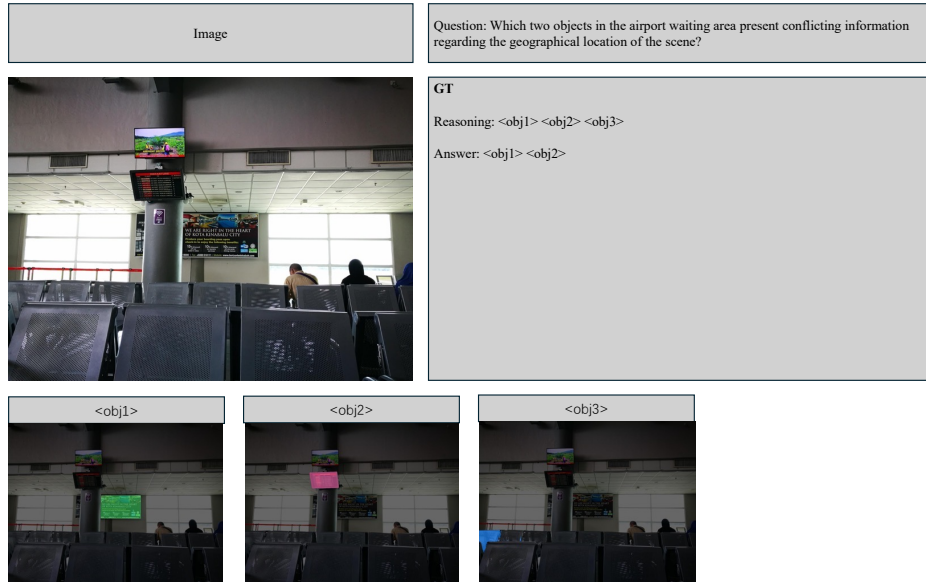 Image
Question: Which two objects in the airport waiting area present conflicting information
regarding the geographical location of the scene?
GT
Reasoning: <obj1> <obj2> <obj3>
Answer: <obj1> <obj2>
WE ARE RIGHT IN THE HEART
OF KOTA KINABALU CITY
<obj1>
<obj2>
<obj3>